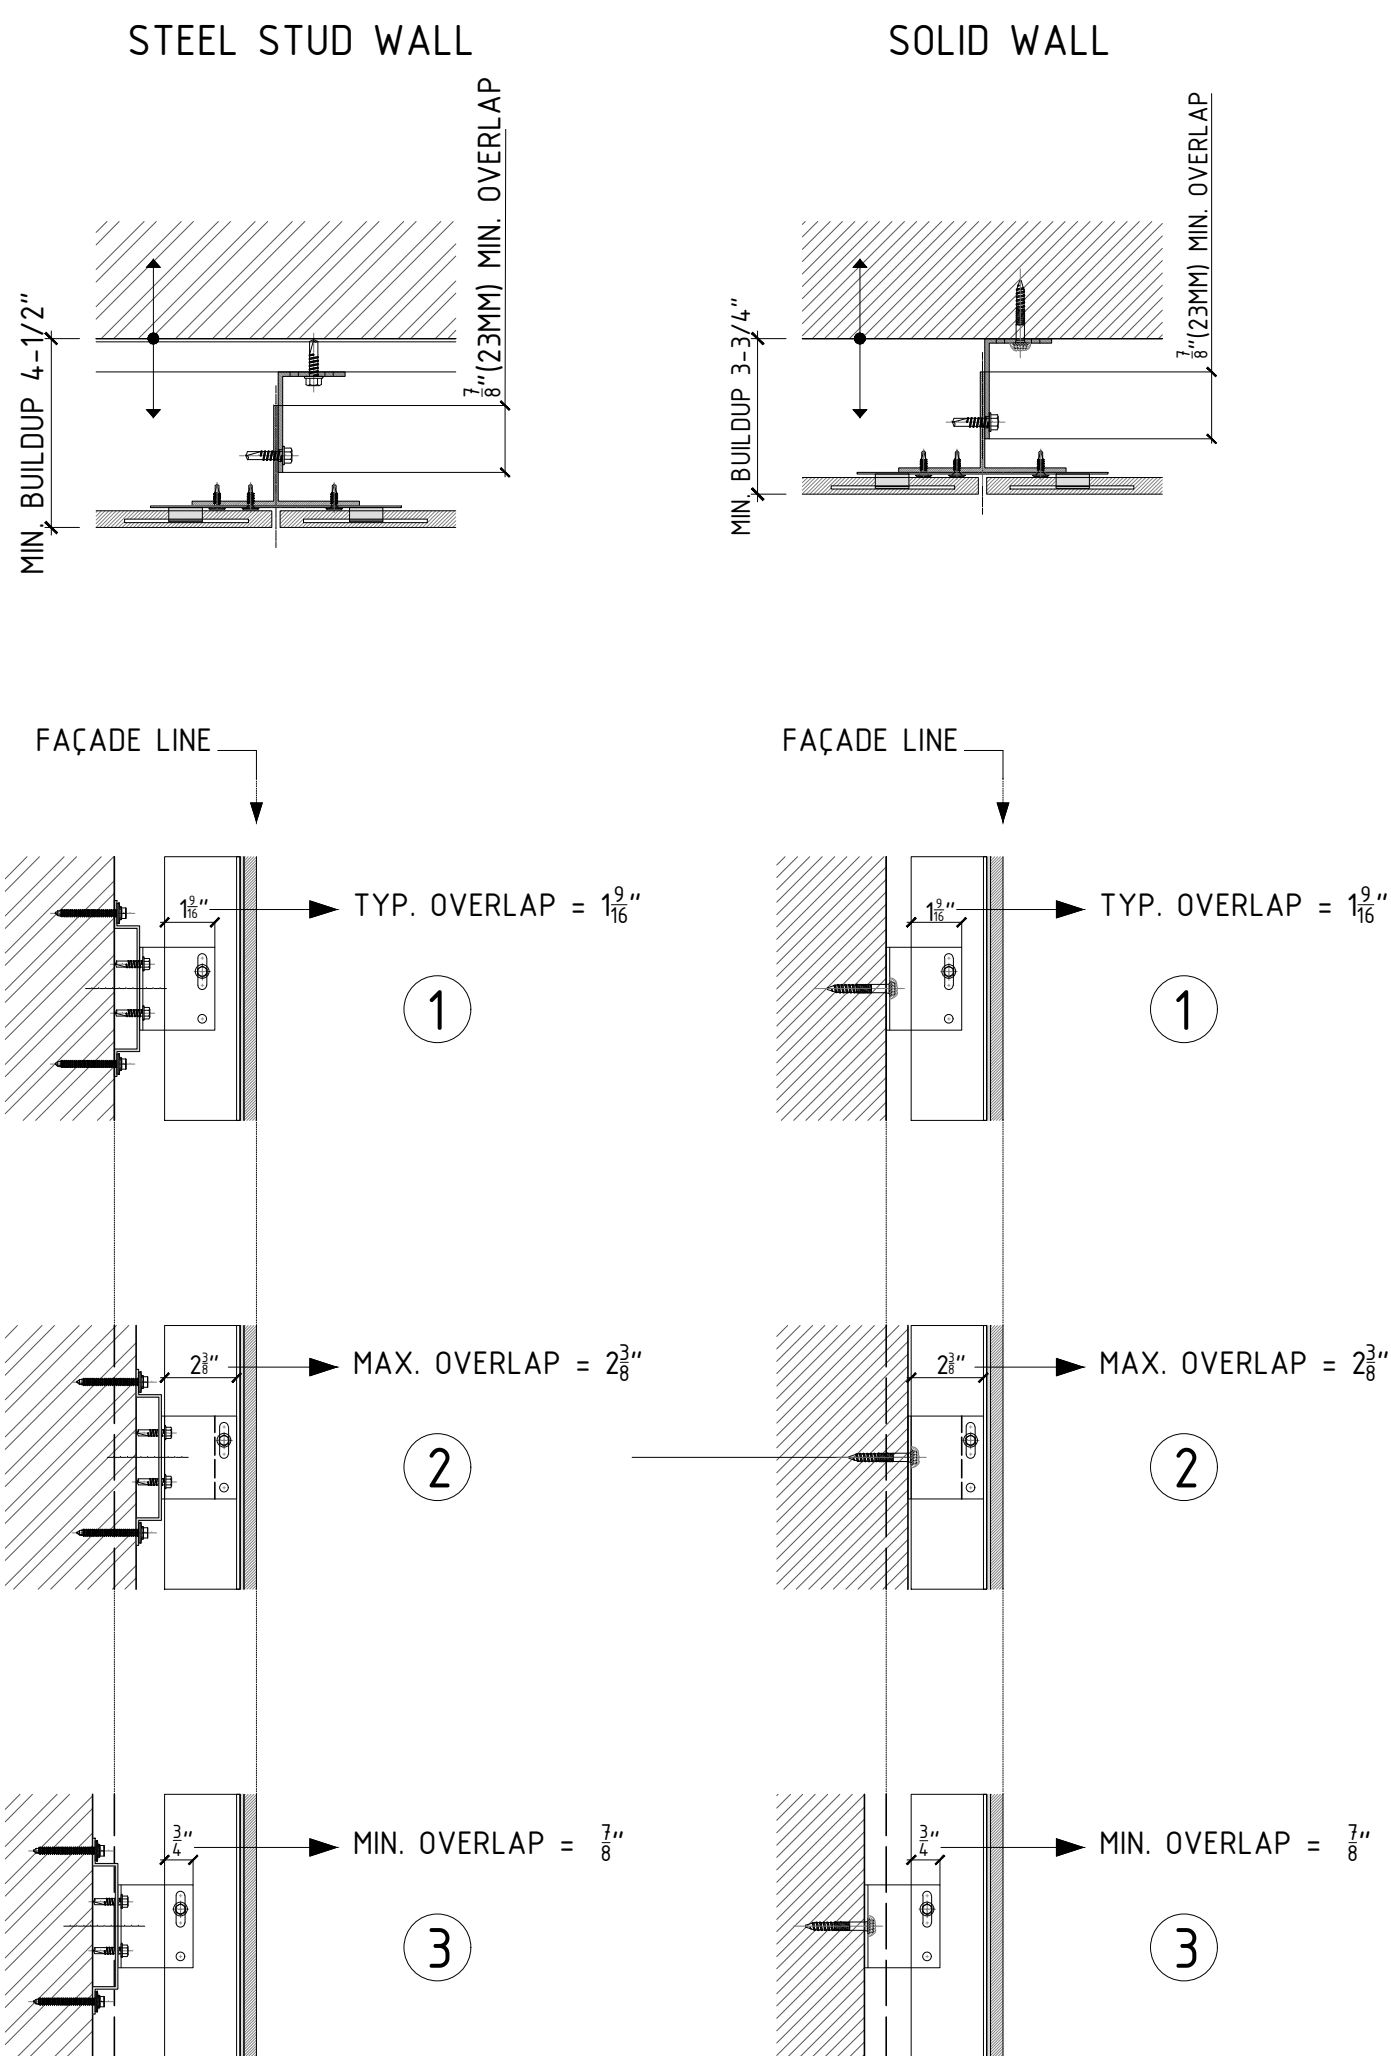 STEEL STUD WALL
SOLID WALL
MIN. BUILDUP 4-1/2"
7/8"(23MM) MIN. OVERLAP
MIN. BUILDUP 3-3/4"
7/8"(23MM) MIN. OVERLAP
FAÇADE LINE
FAÇADE LINE
1 9/16"
TYP. OVERLAP = 1 9/16"
1
1 9/16"
TYP. OVERLAP = 1 9/16"
1
2 3/8"
MAX. OVERLAP = 2 3/8"
2
2 3/8"
MAX. OVERLAP = 2 3/8"
2
3/4"
MIN. OVERLAP = 7/8"
3
3/4"
MIN. OVERLAP = 7/8"
3